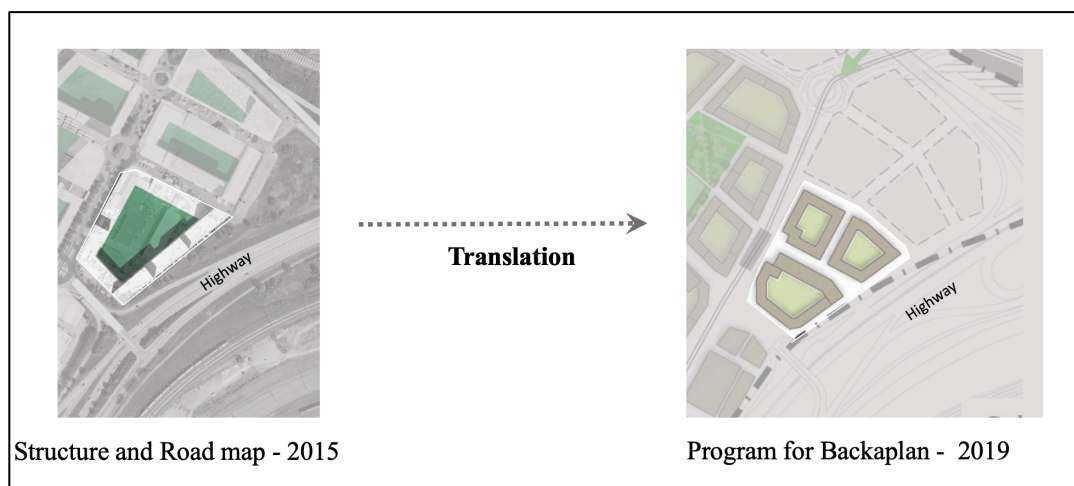 Highway
Translation
Highway
Structure and Road map - 2015
Program for Backaplan - 2019